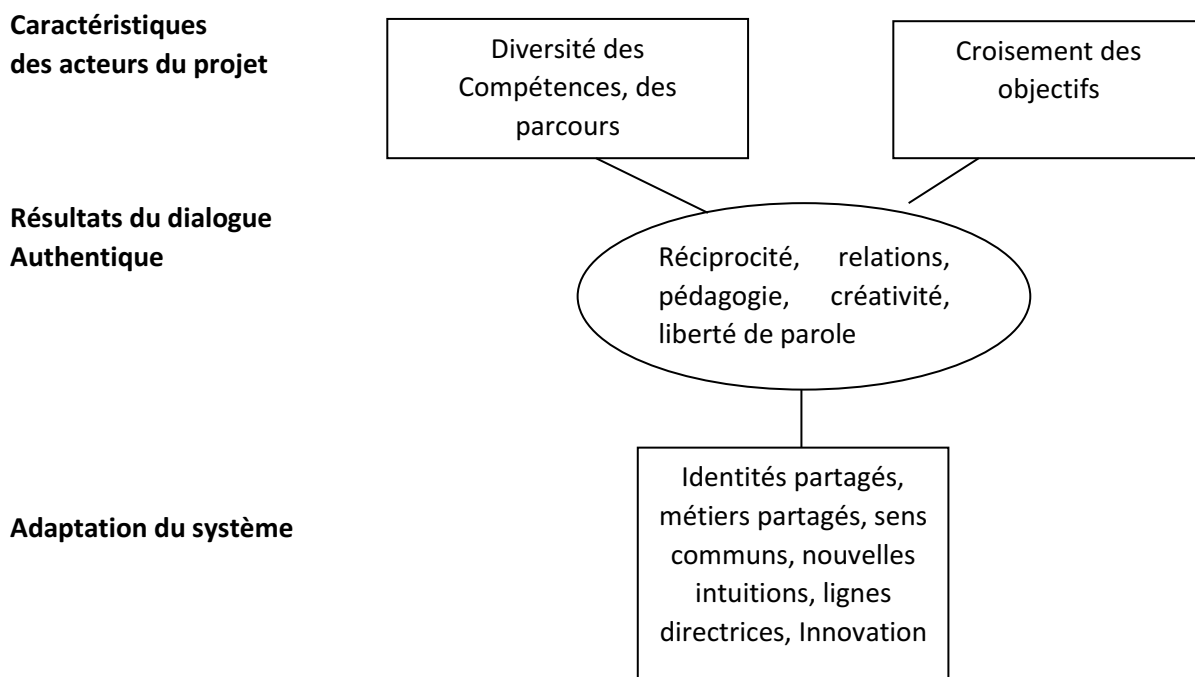 Caractéristiques
des acteurs du projet
Diversité des
Compétences, des
parcours
Croisement des
objectifs
Résultats du dialogue
Authentique
Réciprocité, relations,
pédagogie, créativité,
liberté de parole
Adaptation du système
Identités partagés,
métiers partagés, sens
communs, nouvelles
intuitions, lignes
directrices, Innovation